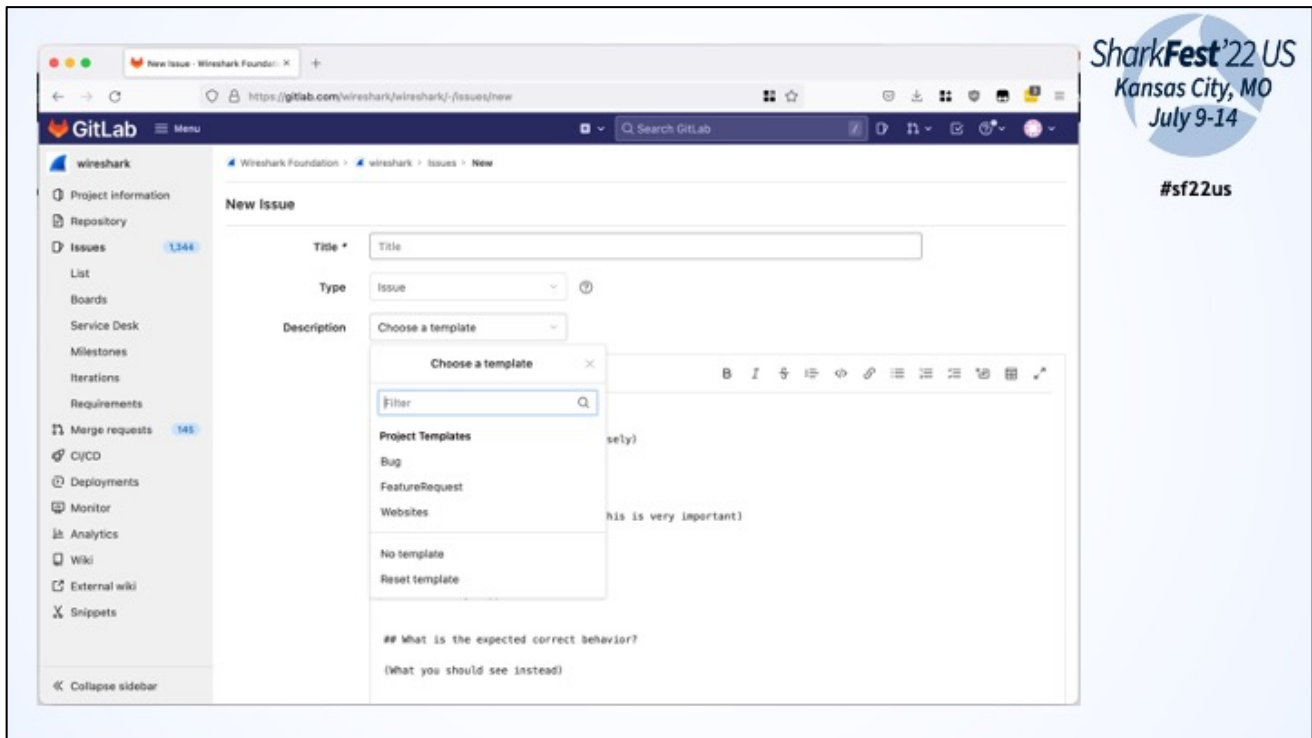 SharkFest'22 US
Kansas City, MO
July 9-14
#sf22us
New Issue · Wireshark Foundati
https://gitlab.com/wireshark/wireshark/-/issues/new
GitLab
Menu
Search GitLab
wireshark
Project information
Repository
Issues 1,344
List
Boards
Service Desk
Milestones
Iterations
Requirements
Merge requests 145
CI/CD
Deployments
Monitor
Analytics
Wiki
External wiki
Snippets
Collapse sidebar
Wireshark Foundation > wireshark > Issues > New
New Issue
Title * Title
Type Issue
Description Choose a template
Choose a template
Filter
Project Templates
Bug
FeatureRequest
Websites
No template
Reset template
sely)
his is very important)
## What is the expected correct behavior?
(What you should see instead)